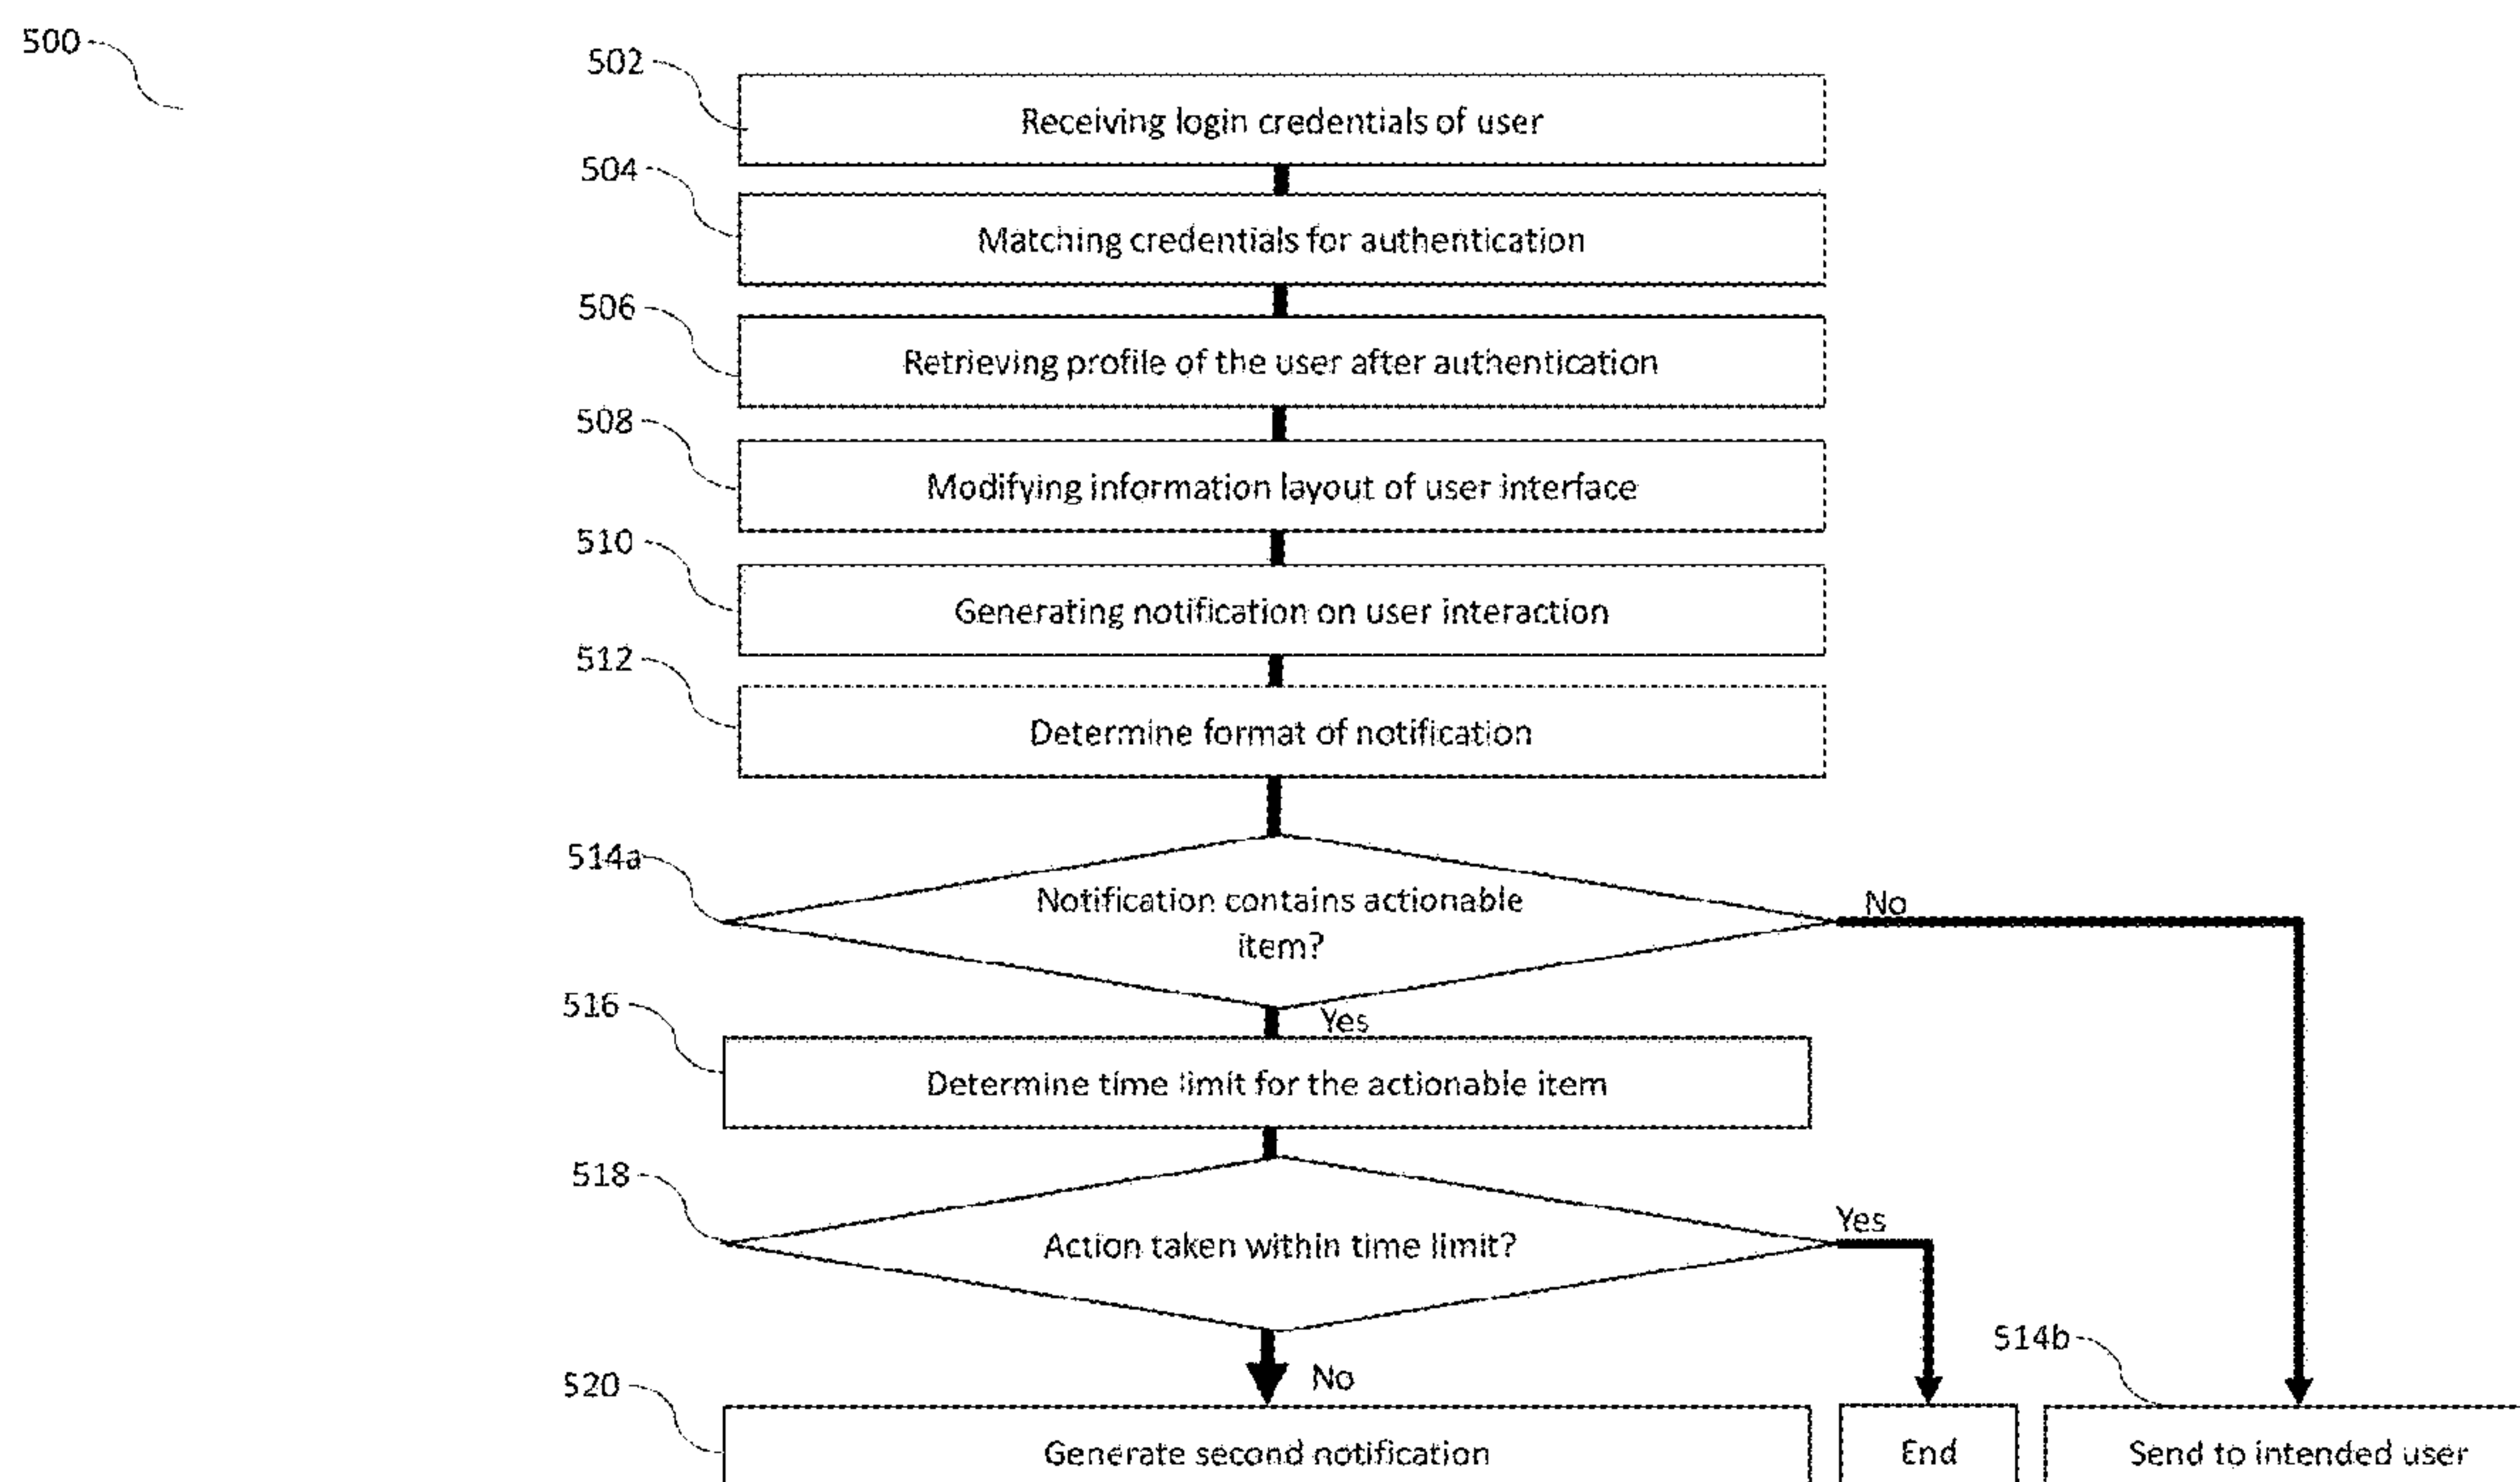 500
502
Receiving login credentials of user
504
Matching credentials for authentication
506
Retrieving profile of the user after authentication
508
Modifying information layout of user interface
510
Generating notification on user interaction
512
Determine format of notification
514a
Notification contains actionable
item?
No
516
Yes
Determine time limit for the actionable item
518
Action taken within time limit?
Yes
514b
No
520
Generate second notification
End
Send to intended user